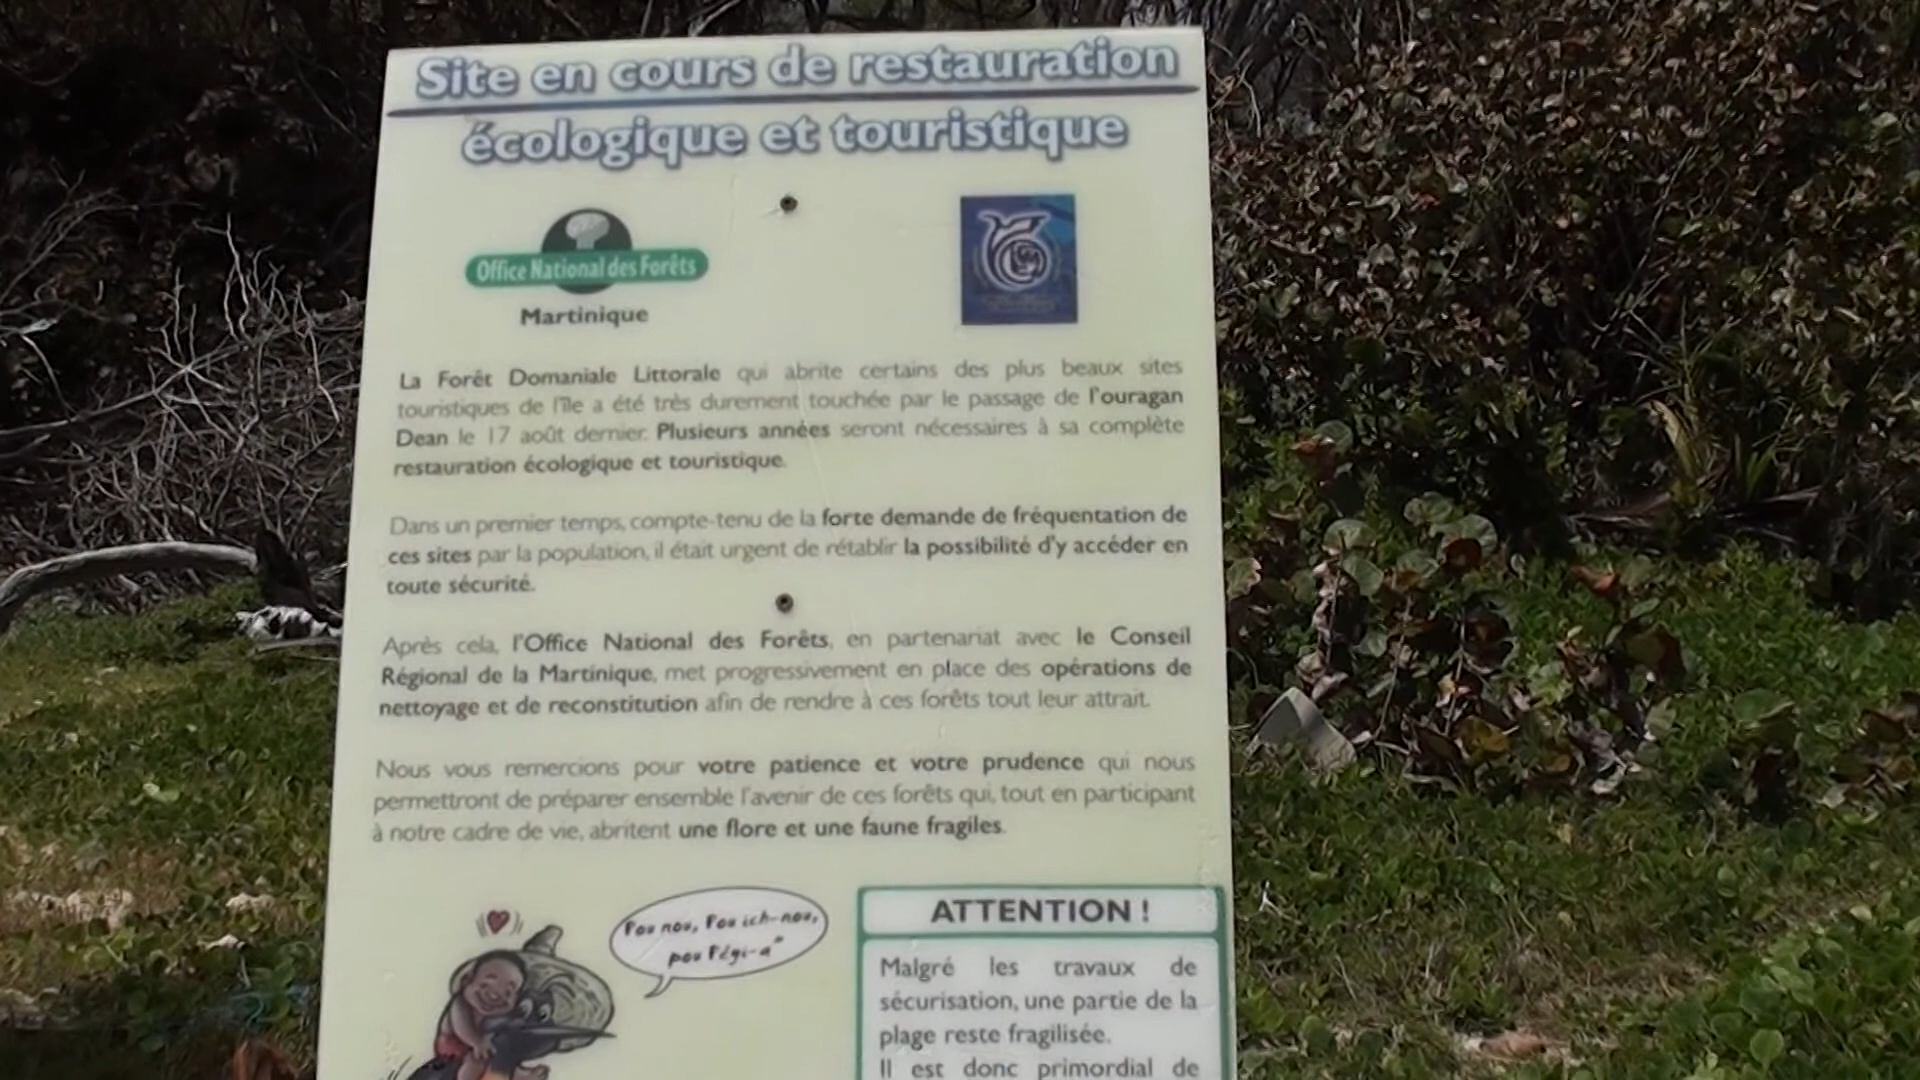 Site en cours de restauration
écologique et touristique
Office National des Forêts
Martinique
La Forêt Domaniale Littorale qui abrite certains des plus beaux sites
touristiques de l'île a été très durement touchée par le passage de l'ouragan
Dean le 17 août dernier. Plusieurs années seront nécessaires à sa complète
restauration écologique et touristique.
Dans un premier temps, compte-tenu de la forte demande de fréquentation de
ces sites par la population, il était urgent de rétablir la possibilité d'y accéder en
toute sécurité.
Après cela, l'Office National des Forêts, en partenariat avec le Conseil
Régional de la Martinique, met progressivement en place des opérations de
nettoyage et de reconstitution afin de rendre à ces forêts tout leur attrait.
Nous vous remercions pour votre patience et votre prudence qui nous
permettront de préparer ensemble l'avenir de ces forêts qui, tout en participant
à notre cadre de vie, abritent une flore et une faune fragiles.
Pou nou, Pou ich-nou,
pou Péyi-a"
ATTENTION !
Malgré les travaux de
sécurisation, une partie de la
plage reste fragilisée.
Il est donc primordial de